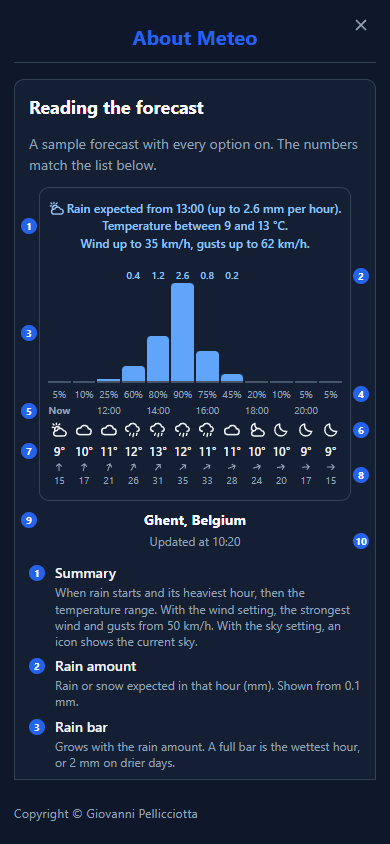 About Meteo
Reading the forecast
A sample forecast with every option on. The numbers
match the list below.
Rain expected from 13:00 (up to 2.6 mm per hour).
1 Temperature between 9 and 13 °C.
Wind up to 35 km/h, gusts up to 62 km/h.
0.4 1.2 2.6 0.8 0.2 2
3
5% 10% 25% 60% 80% 90% 75% 45% 20% 10% 5% 5% 4
5 Now 12:00 14:00 16:00 18:00 20:00
6
7 9° 10° 11° 12° 13° 12° 11° 11° 10° 10° 9° 9°
8
15 17 21 26 31 35 33 28 24 20 17 15
9 Ghent, Belgium
Updated at 10:20 10
1 Summary
When rain starts and its heaviest hour, then the
temperature range. With the wind setting, the strongest
wind and gusts from 50 km/h. With the sky setting, an
icon shows the current sky.
2 Rain amount
Rain or snow expected in that hour (mm). Shown from 0.1
mm.
3 Rain bar
Grows with the rain amount. A full bar is the wettest hour,
or 2 mm on drier days.
Copyright © Giovanni Pellicciotta